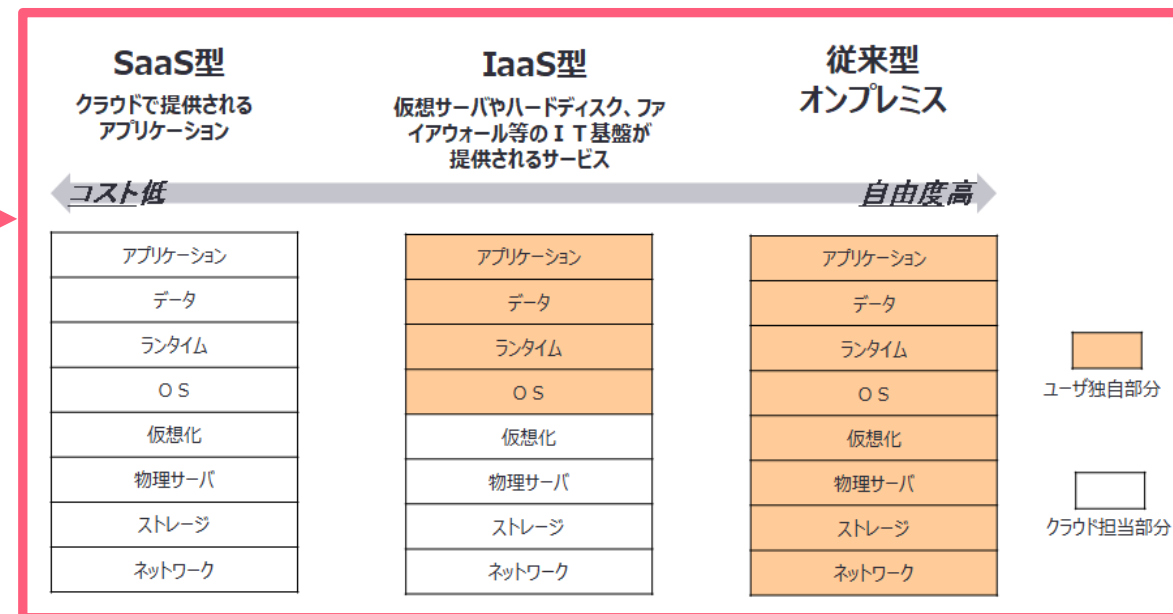 SaaS型
クラウドで提供される
アプリケーション
IaaS型
仮想サーバやハードディスク、ファ
イアウォール等のＩＴ基盤が
提供されるサービス
従来型
オンプレミス
コスト低
自由度高
アプリケーション
データ
ランタイム
ＯＳ
仮想化
物理サーバ
ストレージ
ネットワーク
アプリケーション
データ
ランタイム
ＯＳ
仮想化
物理サーバ
ストレージ
ネットワーク
アプリケーション
データ
ランタイム
ＯＳ
仮想化
物理サーバ
ストレージ
ネットワーク
ユーザ独自部分
クラウド担当部分